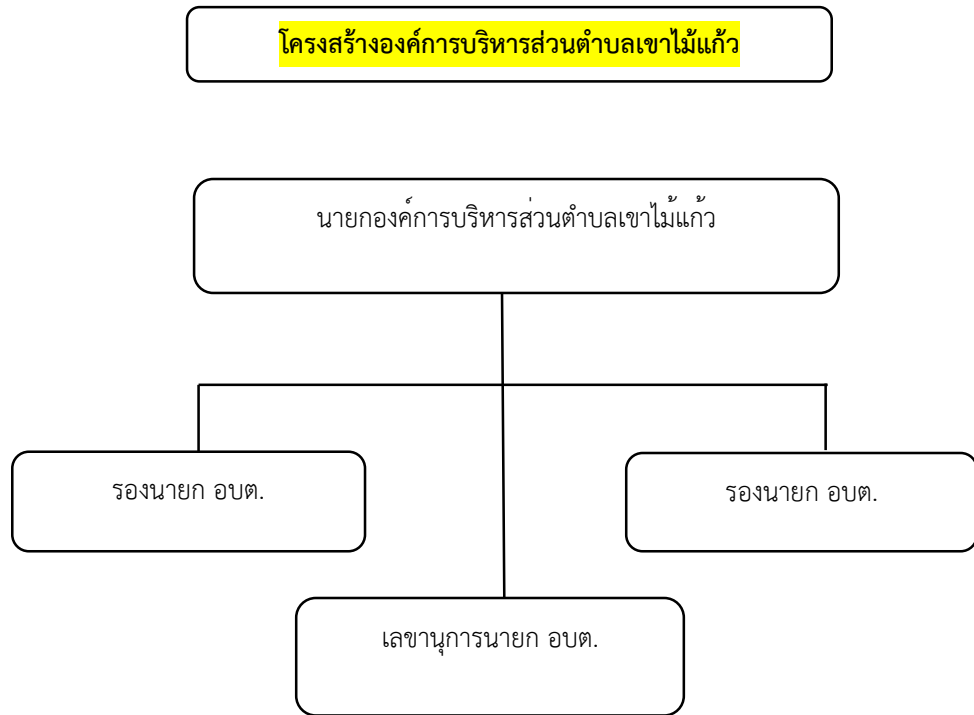 โครงสร้างองค์การบริหารส่วนตำบลเขาไม้แก้ว
นายกองค์การบริหารส่วนตำบลเขาไม้แก้ว
รองนายก อบต.
รองนายก อบต.
เลขานุการนายก อบต.